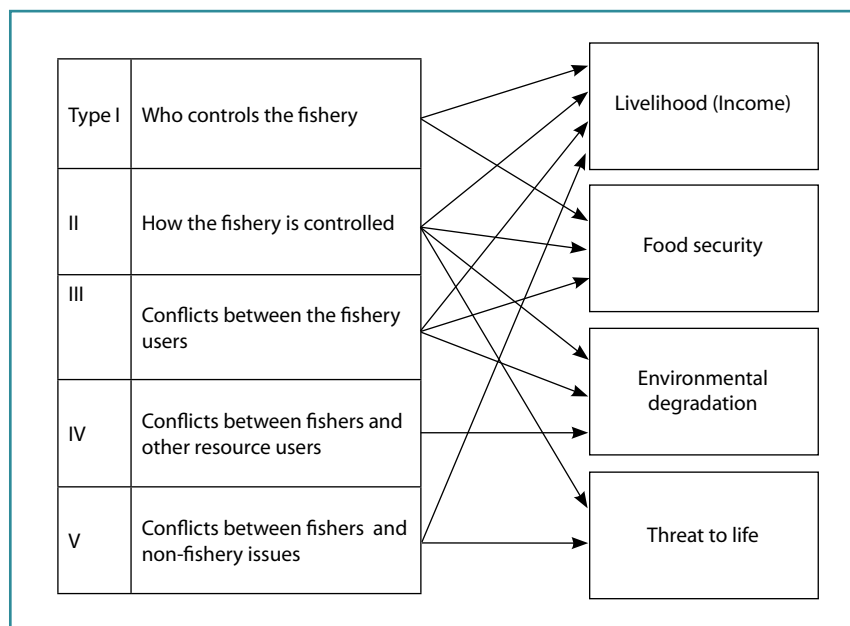 Type I
Who controls the fishery
II
How the fishery is controlled
III
Conflicts between the fishery
users
IV
Conflicts between fishers and
other resource users
V
Conflicts between fishers and
non-fishery issues
Livelihood (Income)
Food security
Environmental
degradation
Threat to life